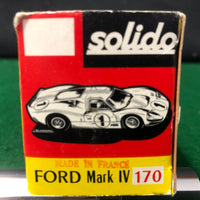 solido
1
MADE IN FRANCE
FORD Mark IV 170